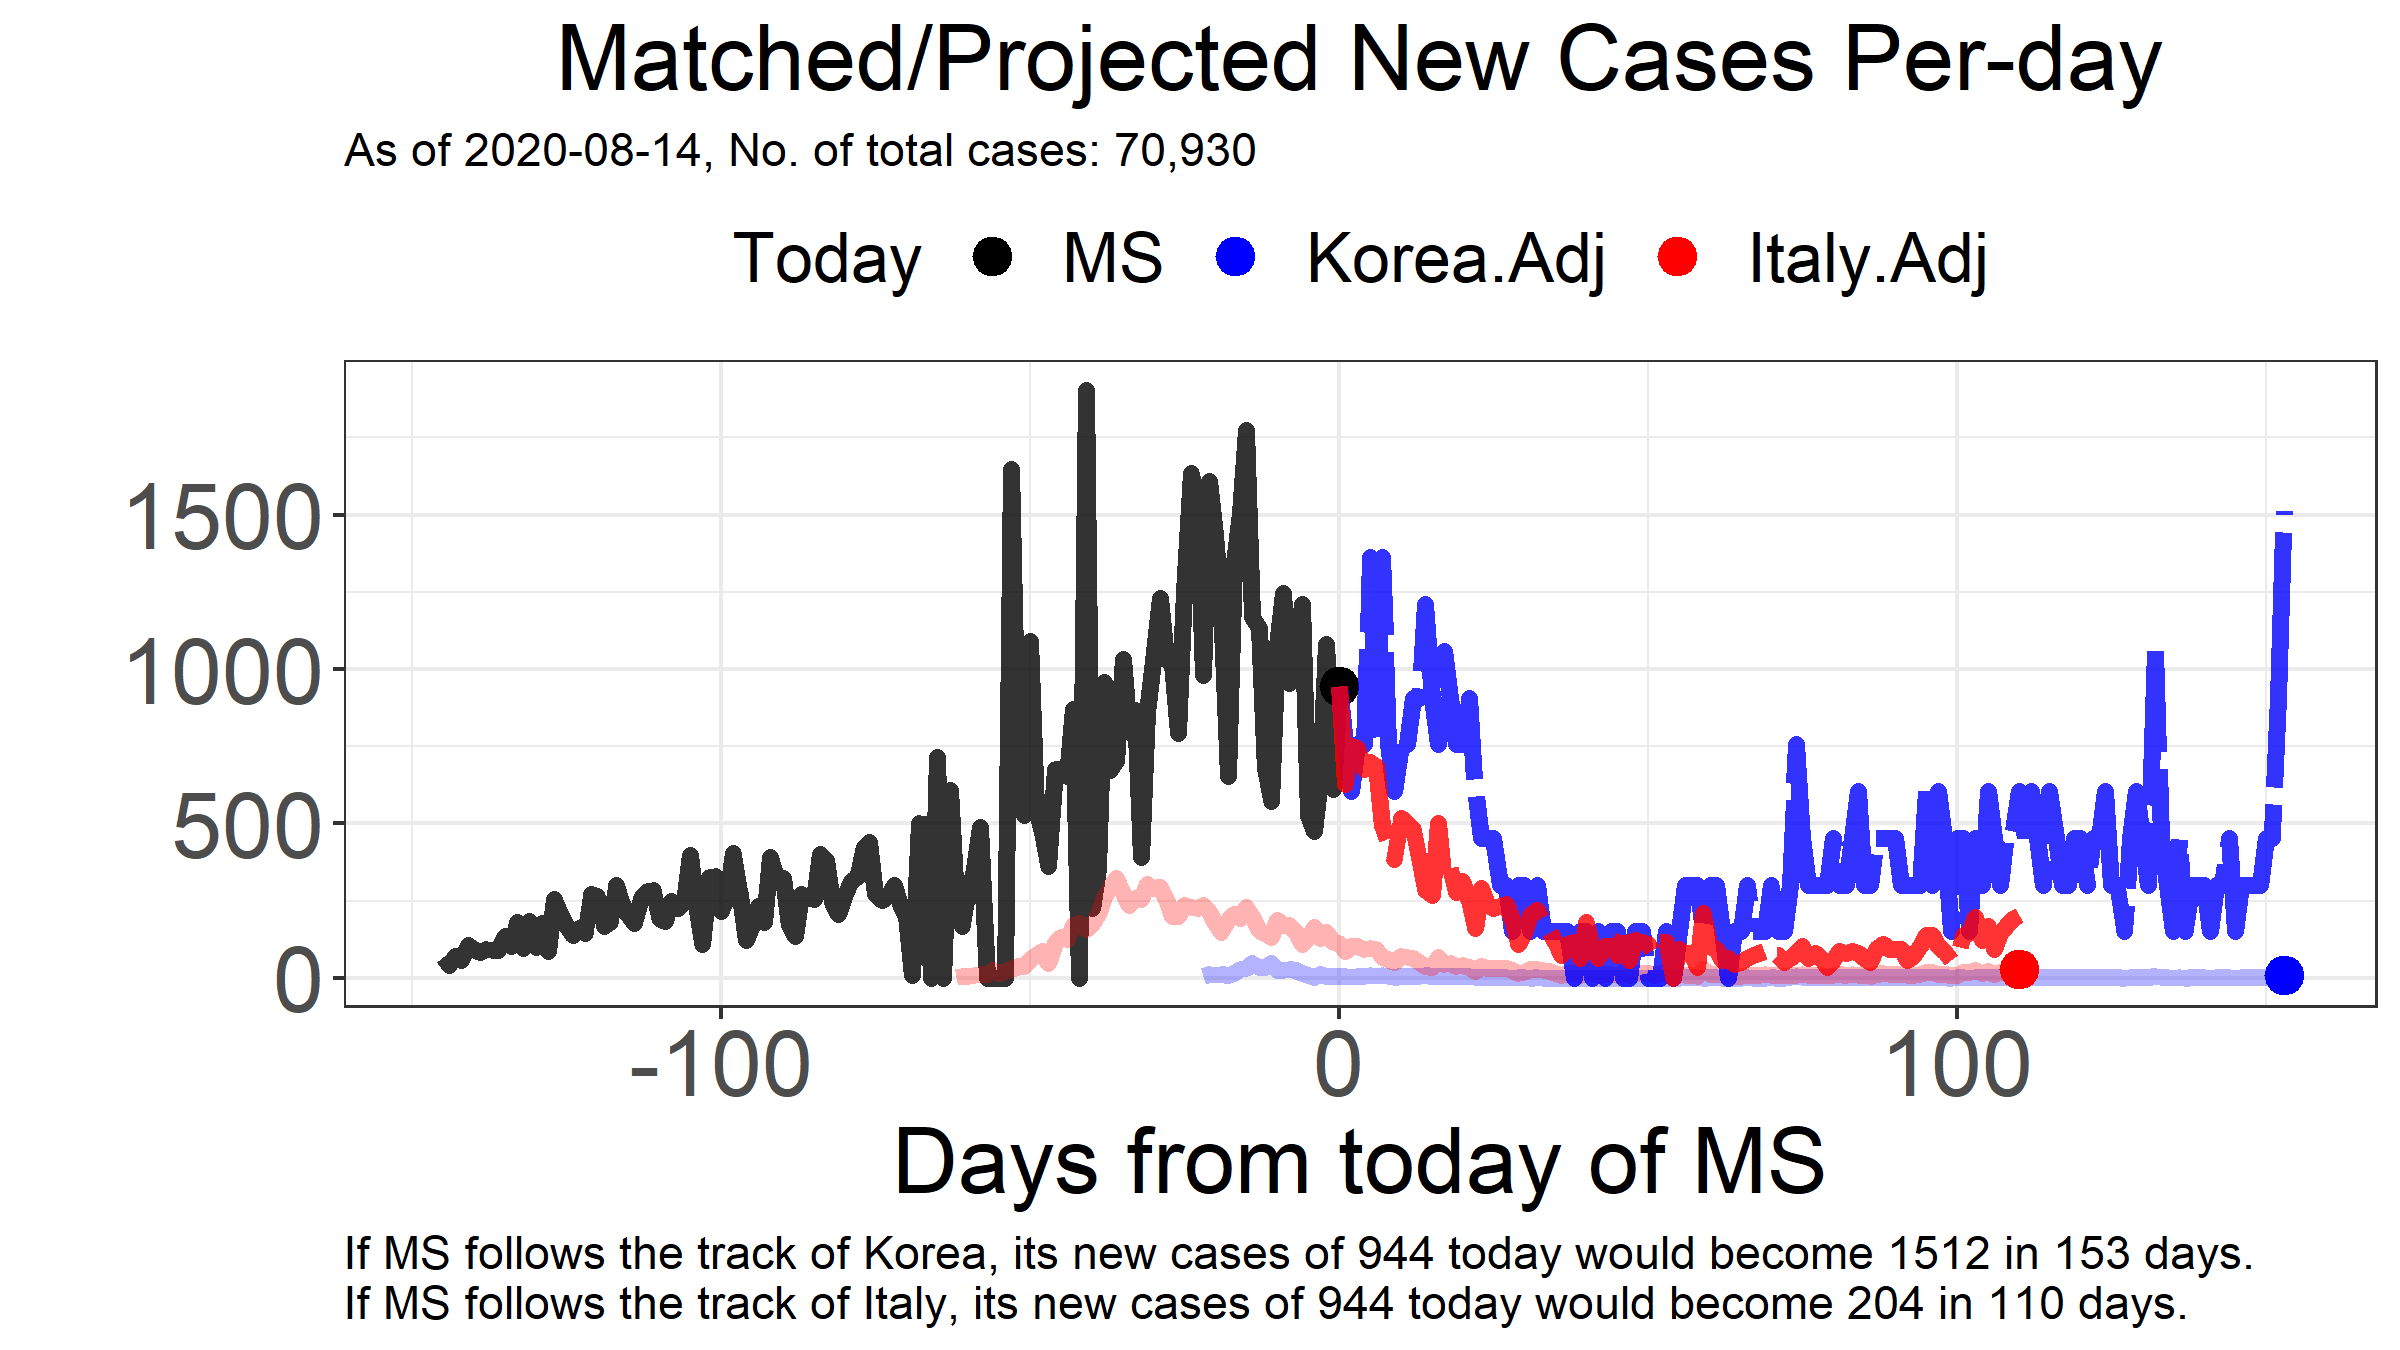 Matched/Projected New Cases Per-day
As of 2020-08-14, No. of total cases: 70,930
Today MS Korea.Adj Italy.Adj
1500
1000
500
0
-100 0 100
Days from today of MS
If MS follows the track of Korea, its new cases of 944 today would become 1512 in 153 days.
If MS follows the track of Italy, its new cases of 944 today would become 204 in 110 days.